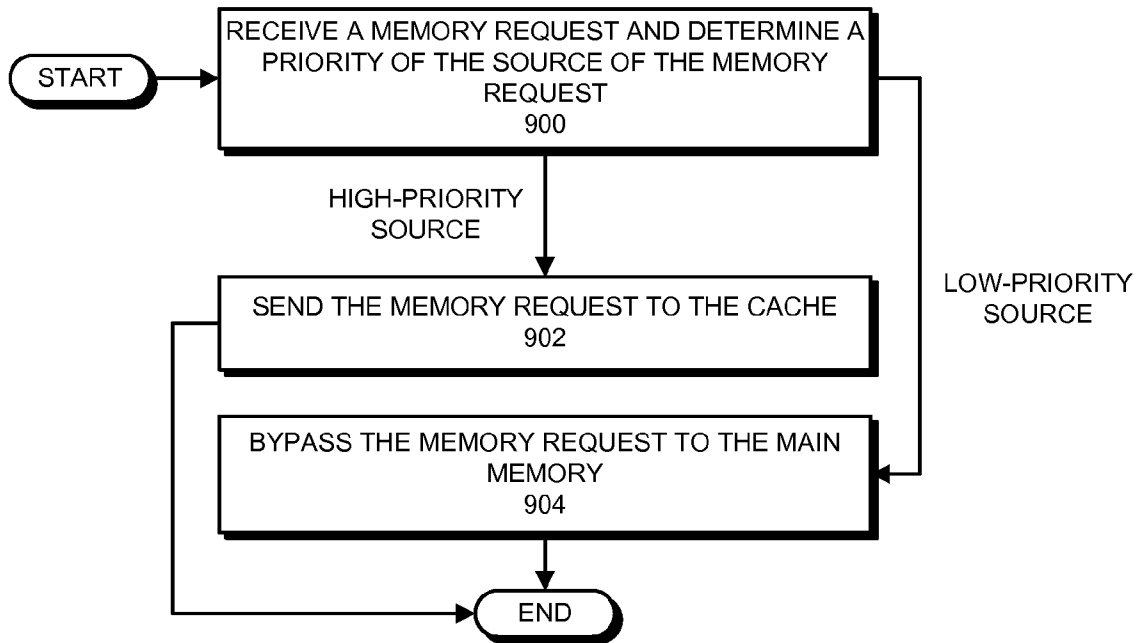 RECEIVE A MEMORY REQUEST AND DETERMINE A
PRIORITY OF THE SOURCE OF THE MEMORY
REQUEST
900
START
HIGH-PRIORITY
SOURCE
LOW-PRIORITY
SOURCE
SEND THE MEMORY REQUEST TO THE CACHE
902
BYPASS THE MEMORY REQUEST TO THE MAIN
MEMORY
904
END